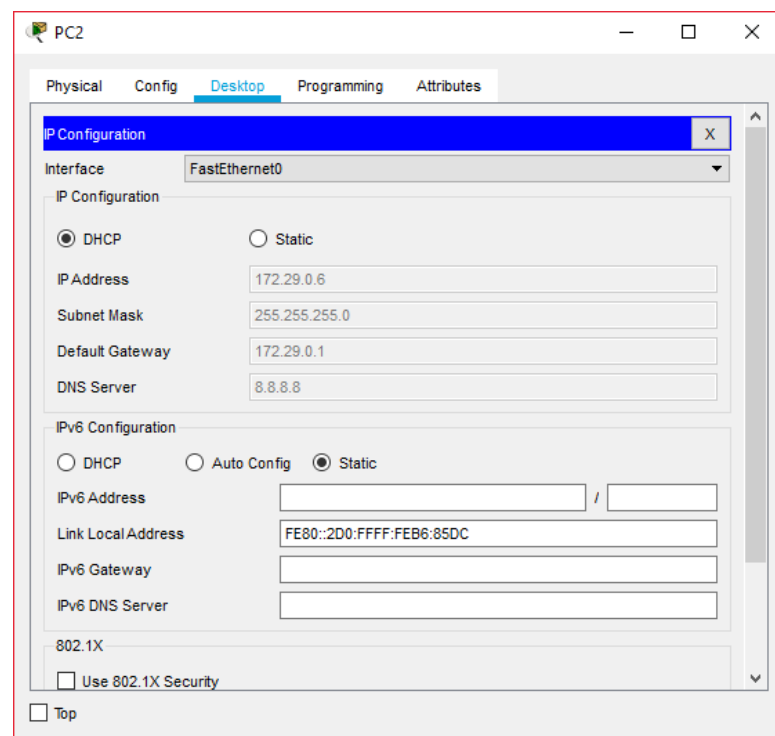 PC2
Physical Config Desktop Programming Attributes
IP Configuration X
Interface FastEthernet0
IP Configuration
DHCP Static
IP Address 172.29.0.6
Subnet Mask 255.255.255.0
Default Gateway 172.29.0.1
DNS Server 8.8.8.8
IPv6 Configuration
DHCP Auto Config Static
IPv6 Address /
Link Local Address FE80::2D0:FFFF:FEB6:85DC
IPv6 Gateway
IPv6 DNS Server
802.1X
Use 802.1X Security
Top